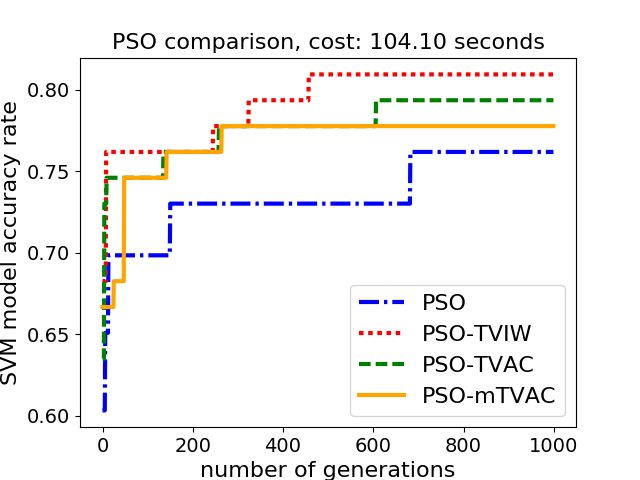 PSO comparison, cost: 104.10 seconds
SVM model accuracy rate
0.80
0.75
0.70
0.65
0.60
PSO
PSO-TVIW
PSO-TVAC
PSO-mTVAC
0 200 400 600 800 1000
number of generations